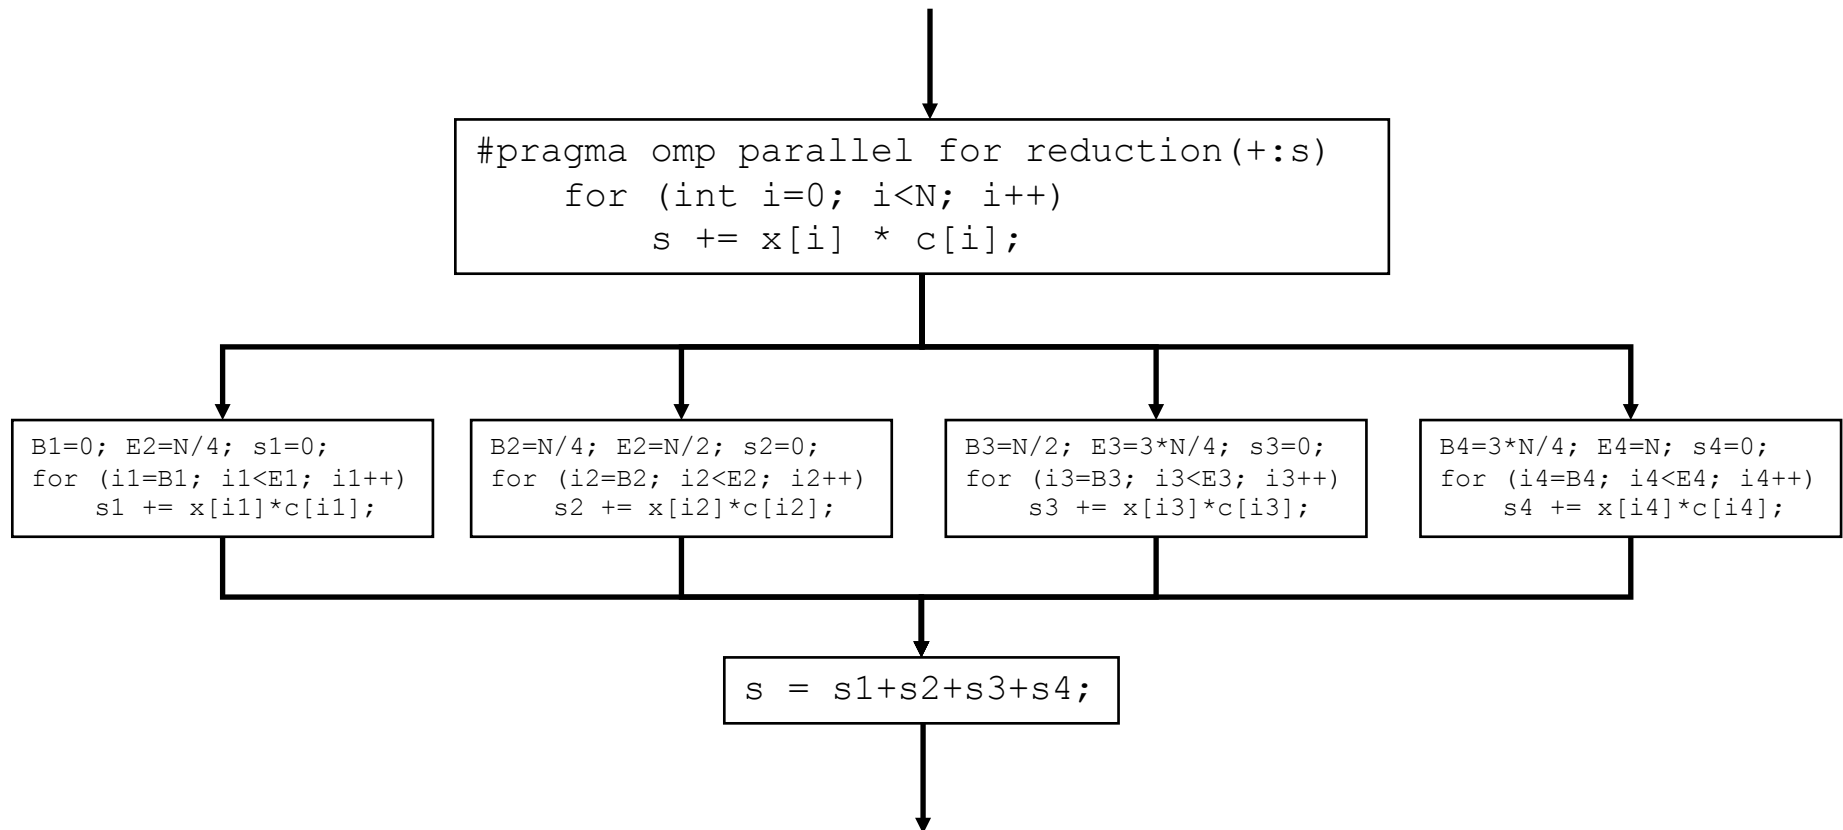 #pragma omp parallel for reduction(+:s)
for (int i=0; i<N; i++)
s += x[i] * c[i];
B1=0; E2=N/4; s1=0;
for (i1=B1; i1<E1; i1++)
s1 += x[i1]*c[i1];
B2=N/4; E2=N/2; s2=0;
for (i2=B2; i2<E2; i2++)
s2 += x[i2]*c[i2];
B3=N/2; E3=3*N/4; s3=0;
for (i3=B3; i3<E3; i3++)
s3 += x[i3]*c[i3];
B4=3*N/4; E4=N; s4=0;
for (i4=B4; i4<E4; i4++)
s4 += x[i4]*c[i4];
s = s1+s2+s3+s4;